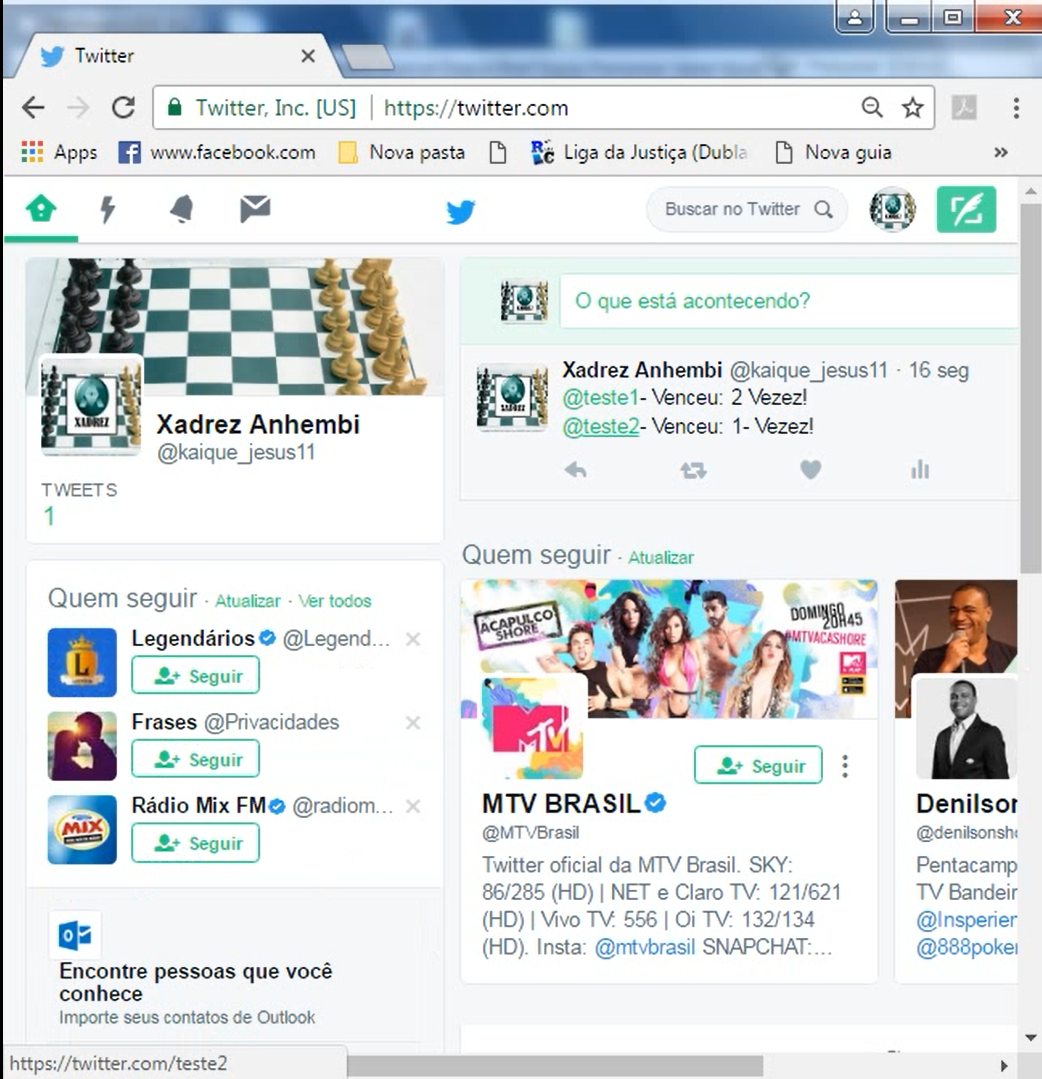 Twitter
Twitter, Inc. [US] | https://twitter.com
Apps www.facebook.com Nova pasta Liga da Justiça (Dubla Nova guia »
Buscar no Twitter
XADREZ
Xadrez Anhembi
@kaique_jesus11
TWEETS
1
O que está acontecendo?
Xadrez Anhembi @kaique_jesus11 · 16 seg
@teste1- Venceu: 2 Vezez!
@teste2- Venceu: 1- Vezez!
Quem seguir · Atualizar · Ver todos
L
Legendários @Legend...
Seguir
Frases @Privacidades
Seguir
MIX
Rádio Mix FM @radiom...
Seguir
Encontre pessoas que você
conhece
Importe seus contatos de Outlook
Quem seguir · Atualizar
ACAPULCO
SHORE
DOMINGO
20H45
#MTVACASHORE
MTV
Seguir
MTV BRASIL
@MTVBrasil
Twitter oficial da MTV Brasil. SKY:
86/285 (HD) | NET e Claro TV: 121/621
(HD) | Vivo TV: 556 | Oi TV: 132/134
(HD). Insta: @mtvbrasil SNAPCHAT:...
Denilson
@denilsonsho
Pentacamp
TV Bandeir
@Insperien
@888poker
https://twitter.com/teste2